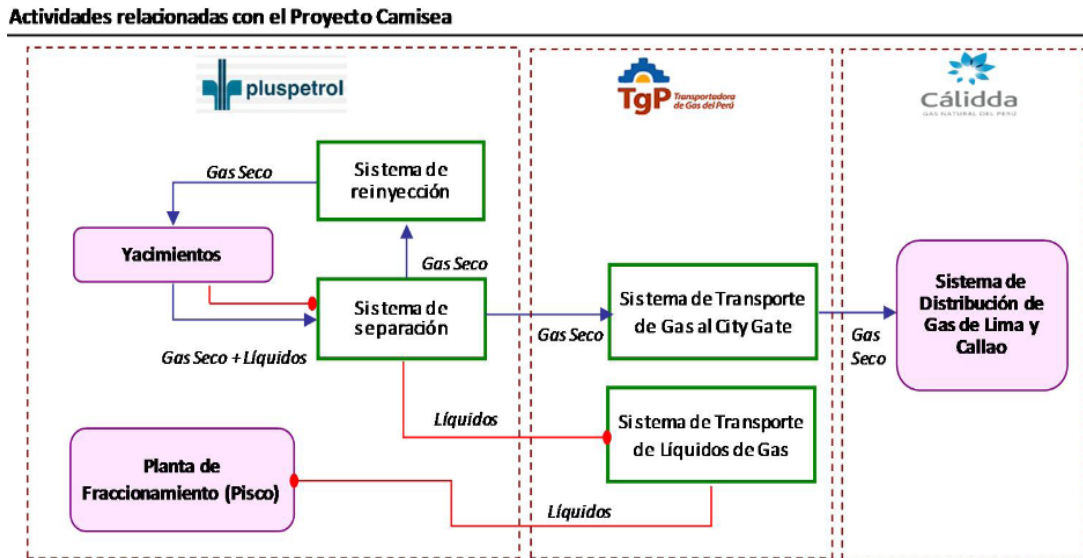 Actividades relacionadas con el Proyecto Camisea
pluspetrol
TgP Transportadora
de Gas del Perú
Cálidda
GAS NATURAL DEL PERÚ
Gas Seco
Sistema de
reinyección
Yacimientos
Gas Seco
Sistema de
separación
Gas Seco + Líquidos
Gas Seco
Sistema de Transporte
de Gas al City Gate
Gas
Seco
Sistema de
Distribución de
Gas de Lima y
Callao
Líquidos
Sistema de Transporte
de Líquidos de Gas
Planta de
Fraccionamiento (Pisco)
Líquidos